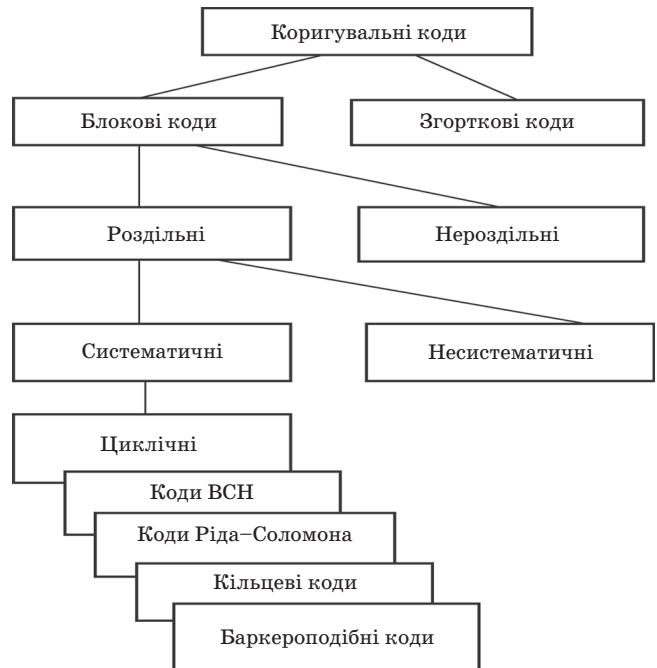 Коригувальні коди
Блокові коди
Згорткові коди
Роздільні
Нероздільні
Систематичні
Несистематичні
Циклічні
Коди BCH
Коди Ріда–Соломона
Кільцеві коди
Баркероподібні коди